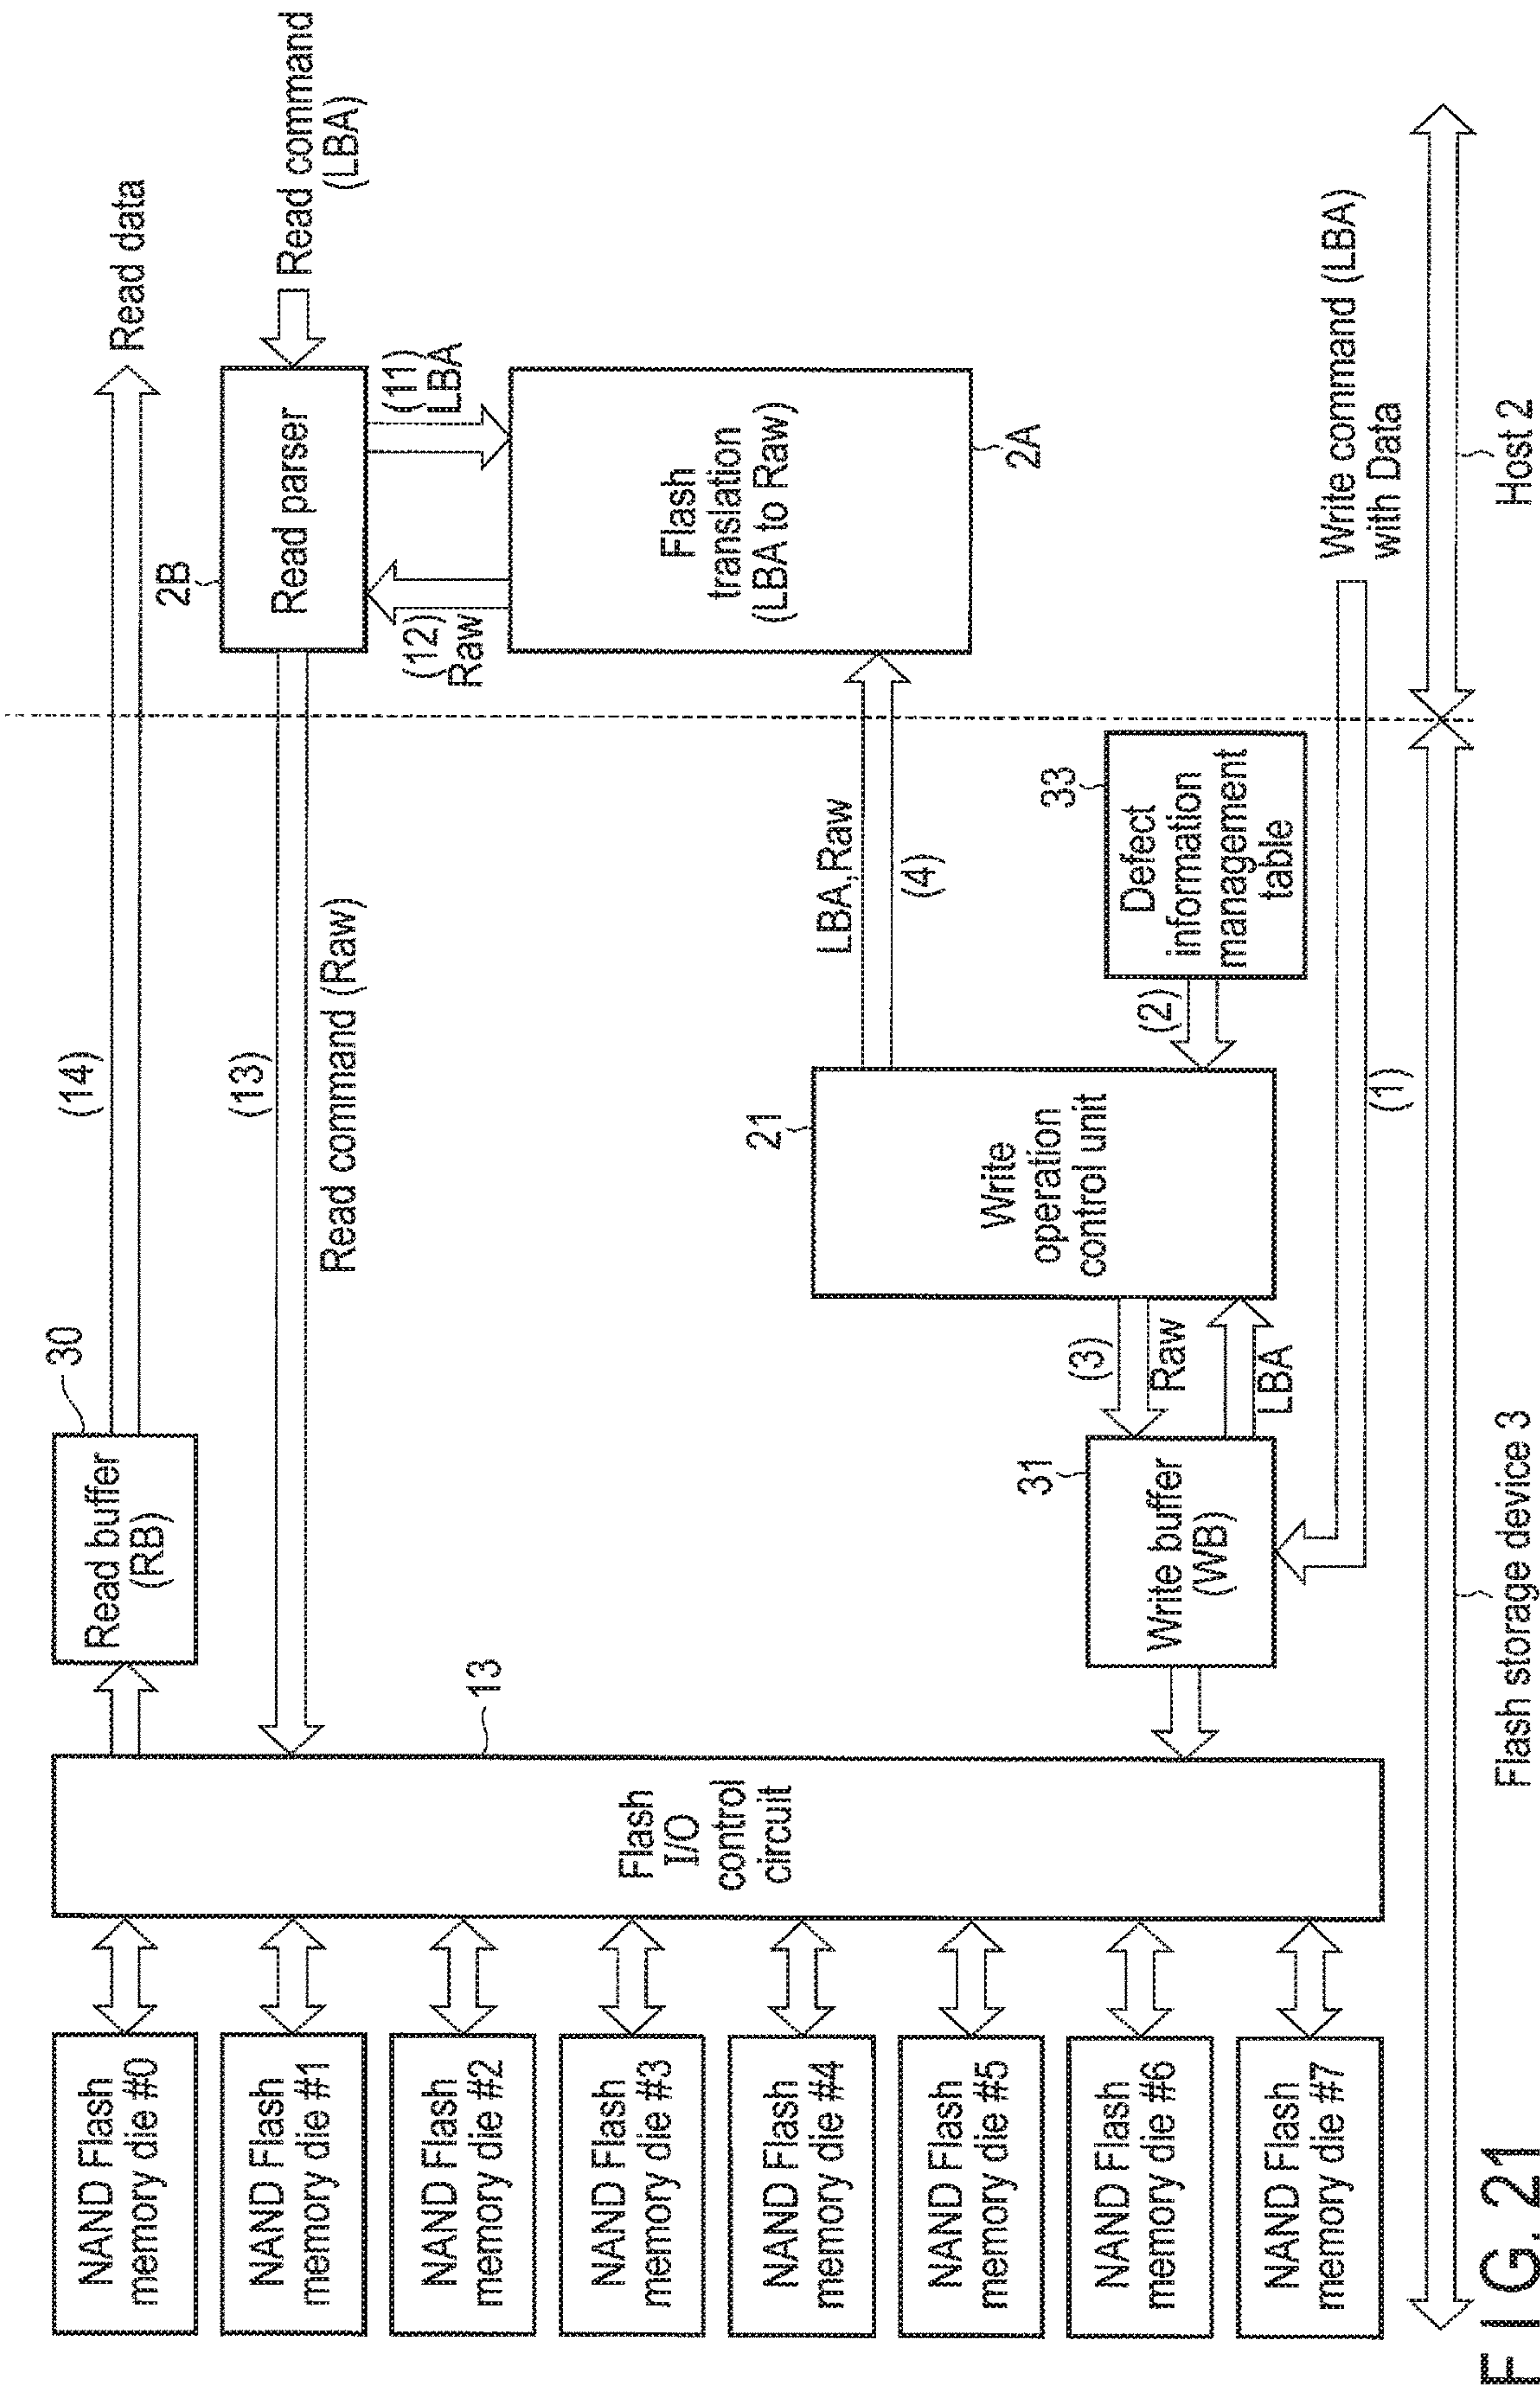 NAND Flash
memory die #0
NAND Flash
memory die #1
NAND Flash
memory die #2
NAND Flash
memory die #3
NAND Flash
memory die #4
NAND Flash
memory die #5
NAND Flash
memory die #6
NAND Flash
memory die #7
Flash
I/O
control
circuit
13
Read buffer
(RB)
30
(14)
Read data
(13)
Read command (Raw)
2B
Read parser
Read command
(LBA)
(11)
LBA
(12)
Raw
Flash
translation
(LBA to Raw)
2A
LBA,Raw
(4)
21
Write
operation
control unit
33
Defect
information
management
table
(2)
(3)
Raw
LBA
31
Write buffer
(WB)
(1)
Write command (LBA)
with Data
Flash storage device 3
Host 2
FIG. 21